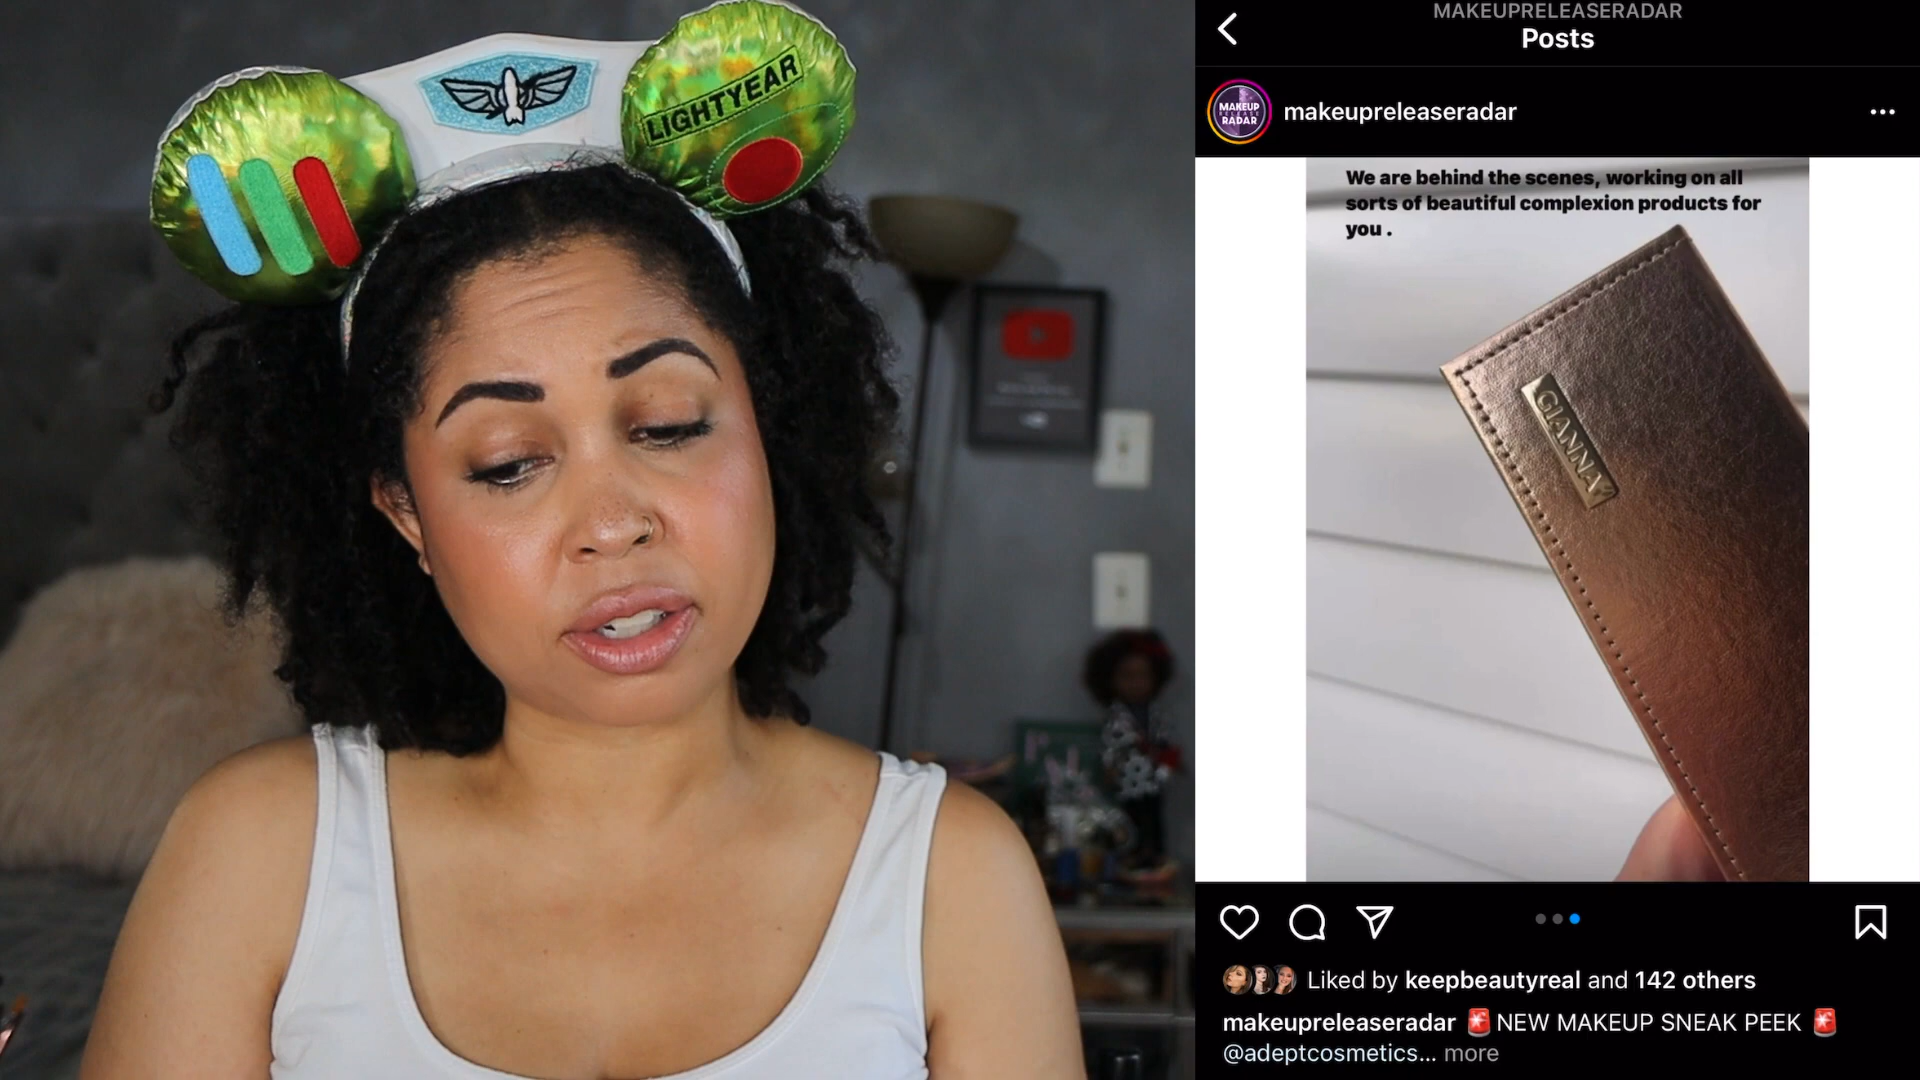 LIGHTYEAR
MAKEUPRELEASERADAR
Posts
MAKEUP
RELEASE
RADAR
makeupreleaseradar
We are behind the scenes, working on all
sorts of beautiful complexion products for
you .
GIANNA
Liked by keepbeautyreal and 142 others
makeupreleaseradar 🚨NEW MAKEUP SNEAK PEEK 🚨
@adeptcosmetics... more